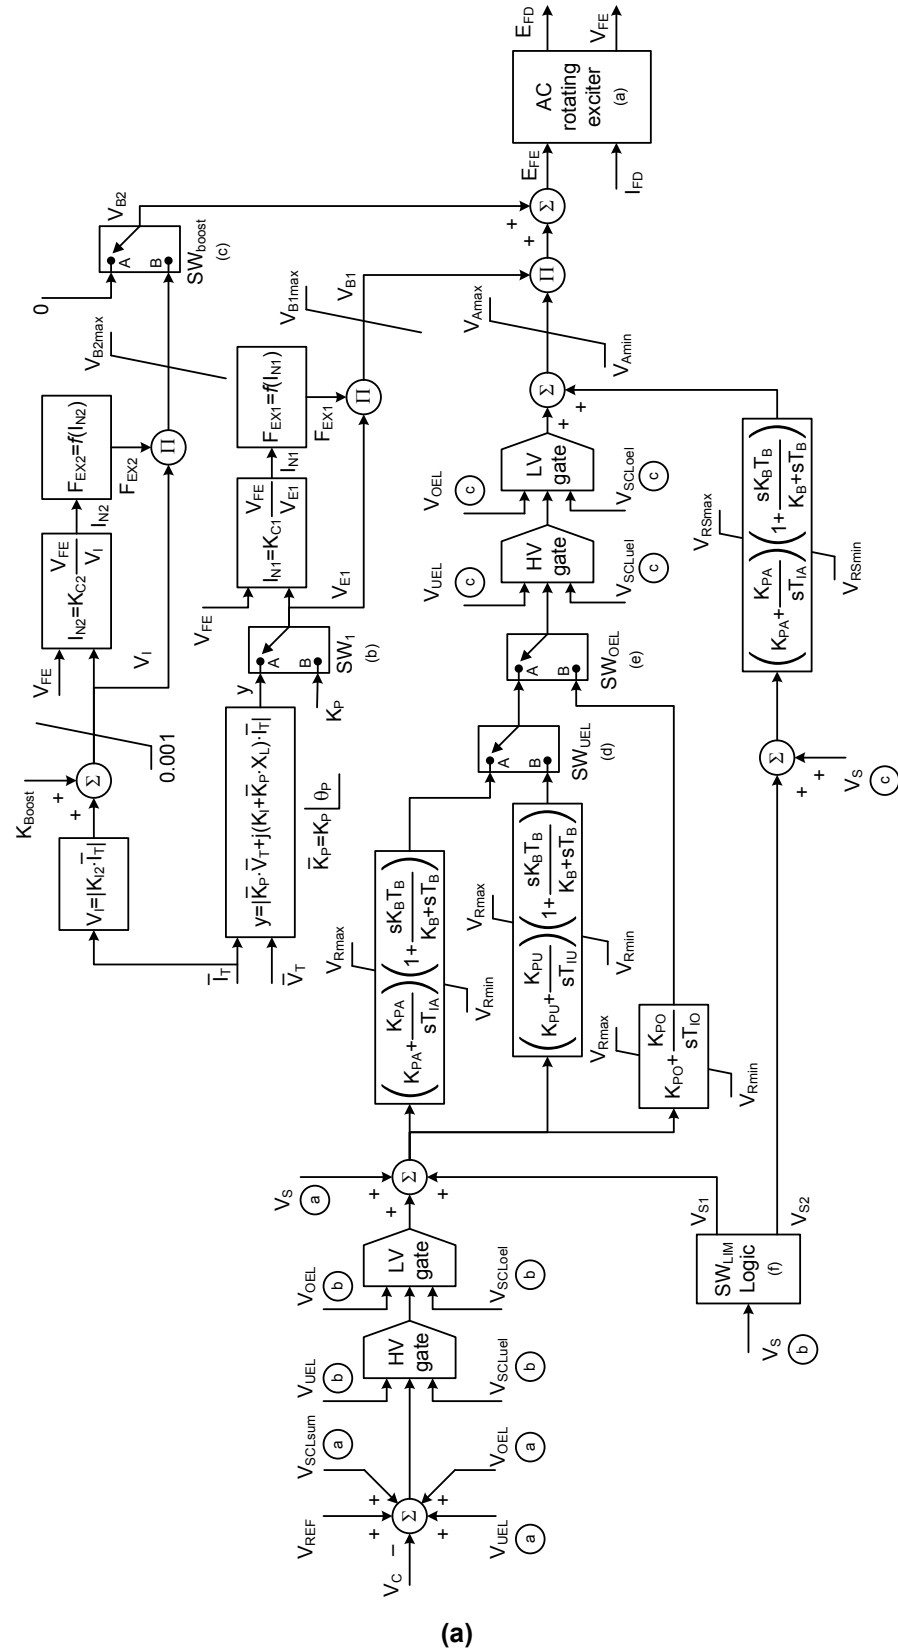 K_Boost
V_I=|K_I2·I̅_T|
Σ
+
+
0.001
V_I
V_FE
I_N2=K_C2 V_FE/V_I
I_N2
F_EX2=f(I_N2)
F_EX2
Π
V_B2max
0
A
B
SW_boost
(c)
V_B2
I̅_T
V̅_T
y=|K̅_P·V̅_T+j(K_I+K̅_P·X_L)·I̅_T|
K̅_P=K_P∠θ_P
y
K_P
A
B
SW_1
(b)
V_FE
V_E1
I_N1=K_C1 V_FE/V_E1
I_N1
F_EX1=f(I_N1)
F_EX1
Π
V_B1max
V_B1
V_C
−
V_REF
+
V_SCLsum
a
+
V_UEL
a
+
V_OEL
a
+
Σ
V_UEL
b
HV
gate
V_SCLuel
b
V_OEL
b
LV
gate
V_SCLoel
b
V_S
a
+
+
+
Σ
V_Rmax
(K_PA+K_PA/sT_IA)(1+sK_BT_B/K_B+sT_B)
V_Rmin
V_Rmax
(K_PU+K_PU/sT_IU)(1+sK_BT_B/K_B+sT_B)
V_Rmin
V_Rmax
K_PO+K_PO/sT_IO
V_Rmin
A
B
SW_UEL
(d)
A
B
SW_OEL
(e)
V_UEL
c
HV
gate
V_SCLuel
c
V_OEL
c
LV
gate
V_SCLoel
c
+
+
Σ
V_Amax
V_Amin
Π
+
+
Σ
E_FE
I_FD
AC
rotating
exciter
(a)
E_FD
V_FE
V_S
b
SW_LIM
Logic
(f)
V_S1
V_S2
+
+
Σ
V_S
c
V_RSmax
(K_PA+K_PA/sT_IA)(1+sK_BT_B/K_B+sT_B)
V_RSmin
(a)